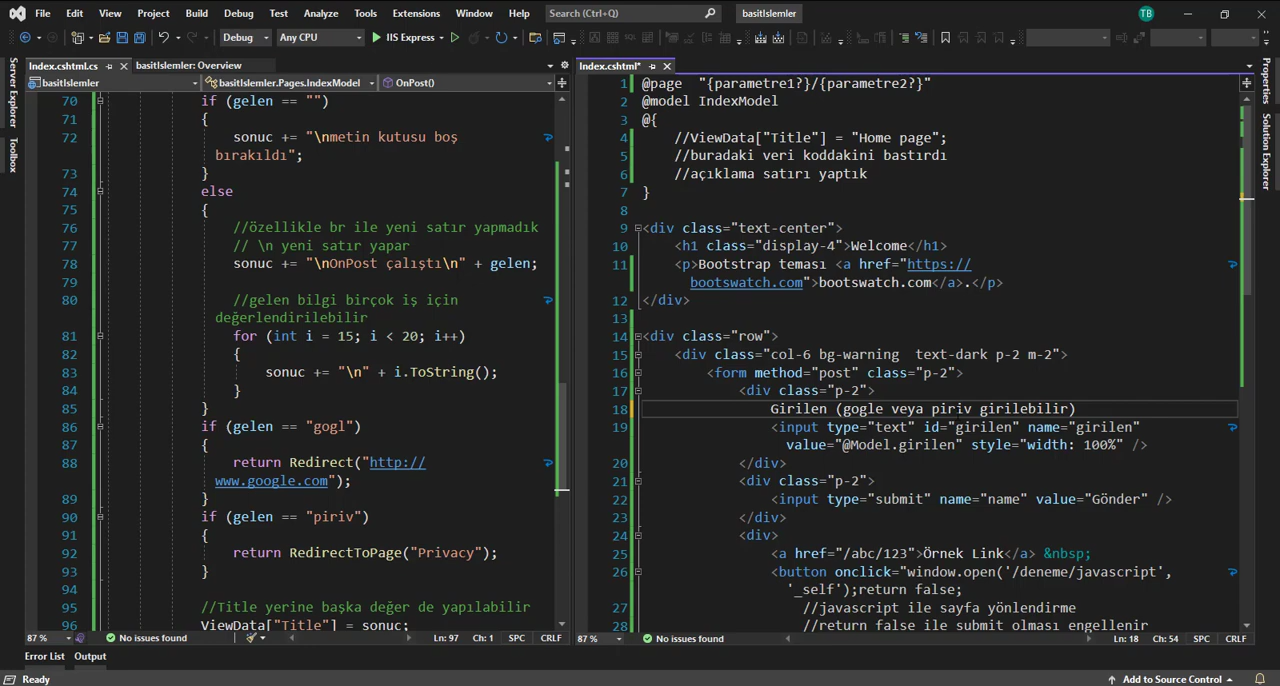 File Edit View Project Build Debug Test Analyze Tools Extensions Window Help Search (Ctrl+Q) basitIslemler TB
Debug Any CPU IIS Express
Server Explorer
Toolbox
Index.cshtml.cs basitIslemler: Overview
basitIslemler basitIslemler.Pages.IndexModel OnPost()
70 if (gelen == "")
71 {
72 sonuc += "\nmetin kutusu boş
bırakıldı";
73 }
74 else
75 {
76 //özellikle br ile yeni satır yapmadık
77 // \n yeni satır yapar
78 sonuc += "\nOnPost çalıştı\n" + gelen;
79
80 //gelen bilgi birçok iş için
değerlendirilebilir
81 for (int i = 15; i < 20; i++)
82 {
83 sonuc += "\n" + i.ToString();
84 }
85 }
86 if (gelen == "gogl")
87 {
88 return Redirect("http://
www.google.com");
89 }
90 if (gelen == "piriv")
91 {
92 return RedirectToPage("Privacy");
93 }
94
95 //Title yerine başka değer de yapılabilir
96 ViewData["Title"] = sonuc;
87 % No issues found Ln: 97 Ch: 1 SPC CRLF
Index.cshtml*
1 @page "{parametre1?}/{parametre2?}"
2 @model IndexModel
3 @{
4 //ViewData["Title"] = "Home page";
5 //buradaki veri koddakini bastırdı
6 //açıklama satırı yaptık
7 }
8
9 <div class="text-center">
10 <h1 class="display-4">Welcome</h1>
11 <p>Bootstrap teması <a href="https://
bootswatch.com">bootswatch.com</a>.</p>
12 </div>
13
14 <div class="row">
15 <div class="col-6 bg-warning  text-dark p-2 m-2">
16 <form method="post" class="p-2">
17 <div class="p-2">
18 Girilen (gogle veya piriv girilebilir)
19 <input type="text" id="girilen" name="girilen"
value="@Model.girilen" style="width: 100%" />
20 </div>
21 <div class="p-2">
22 <input type="submit" name="name" value="Gönder" />
23 </div>
24 <div>
25 <a href="/abc/123">Örnek Link</a> &nbsp;
26 <button onclick="window.open('/deneme/javascript',
'_self');return false;
27 //javascript ile sayfa yönlendirme
28 //return false ile submit olması engellenir
87 % No issues found Ln: 18 Ch: 54 SPC CRLF
Properties
Solution Explorer
Error List Output
Ready Add to Source Control